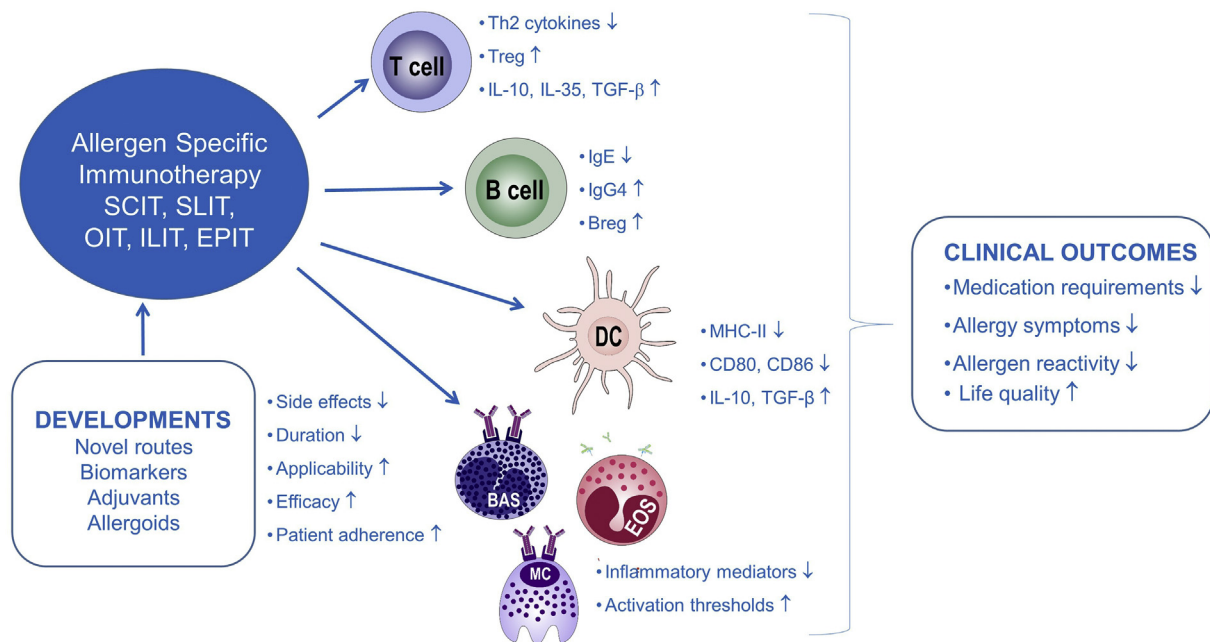 Allergen Specific
Immunotherapy
SCIT, SLIT,
OIT, ILIT, EPIT
T cell
•Th2 cytokines ↓
•Treg ↑
•IL-10, IL-35, TGF-β ↑
B cell
•IgE ↓
•IgG4 ↑
•Breg ↑
DC
•MHC-II ↓
•CD80, CD86 ↓
•IL-10, TGF-β ↑
BAS
EOS
MC
•Inflammatory mediators ↓
•Activation thresholds ↑
DEVELOPMENTS
Novel routes
Biomarkers
Adjuvants
Allergoids
•Side effects ↓
•Duration ↓
•Applicability ↑
•Efficacy ↑
•Patient adherence ↑
CLINICAL OUTCOMES
•Medication requirements ↓
•Allergy symptoms ↓
•Allergen reactivity ↓
• Life quality ↑